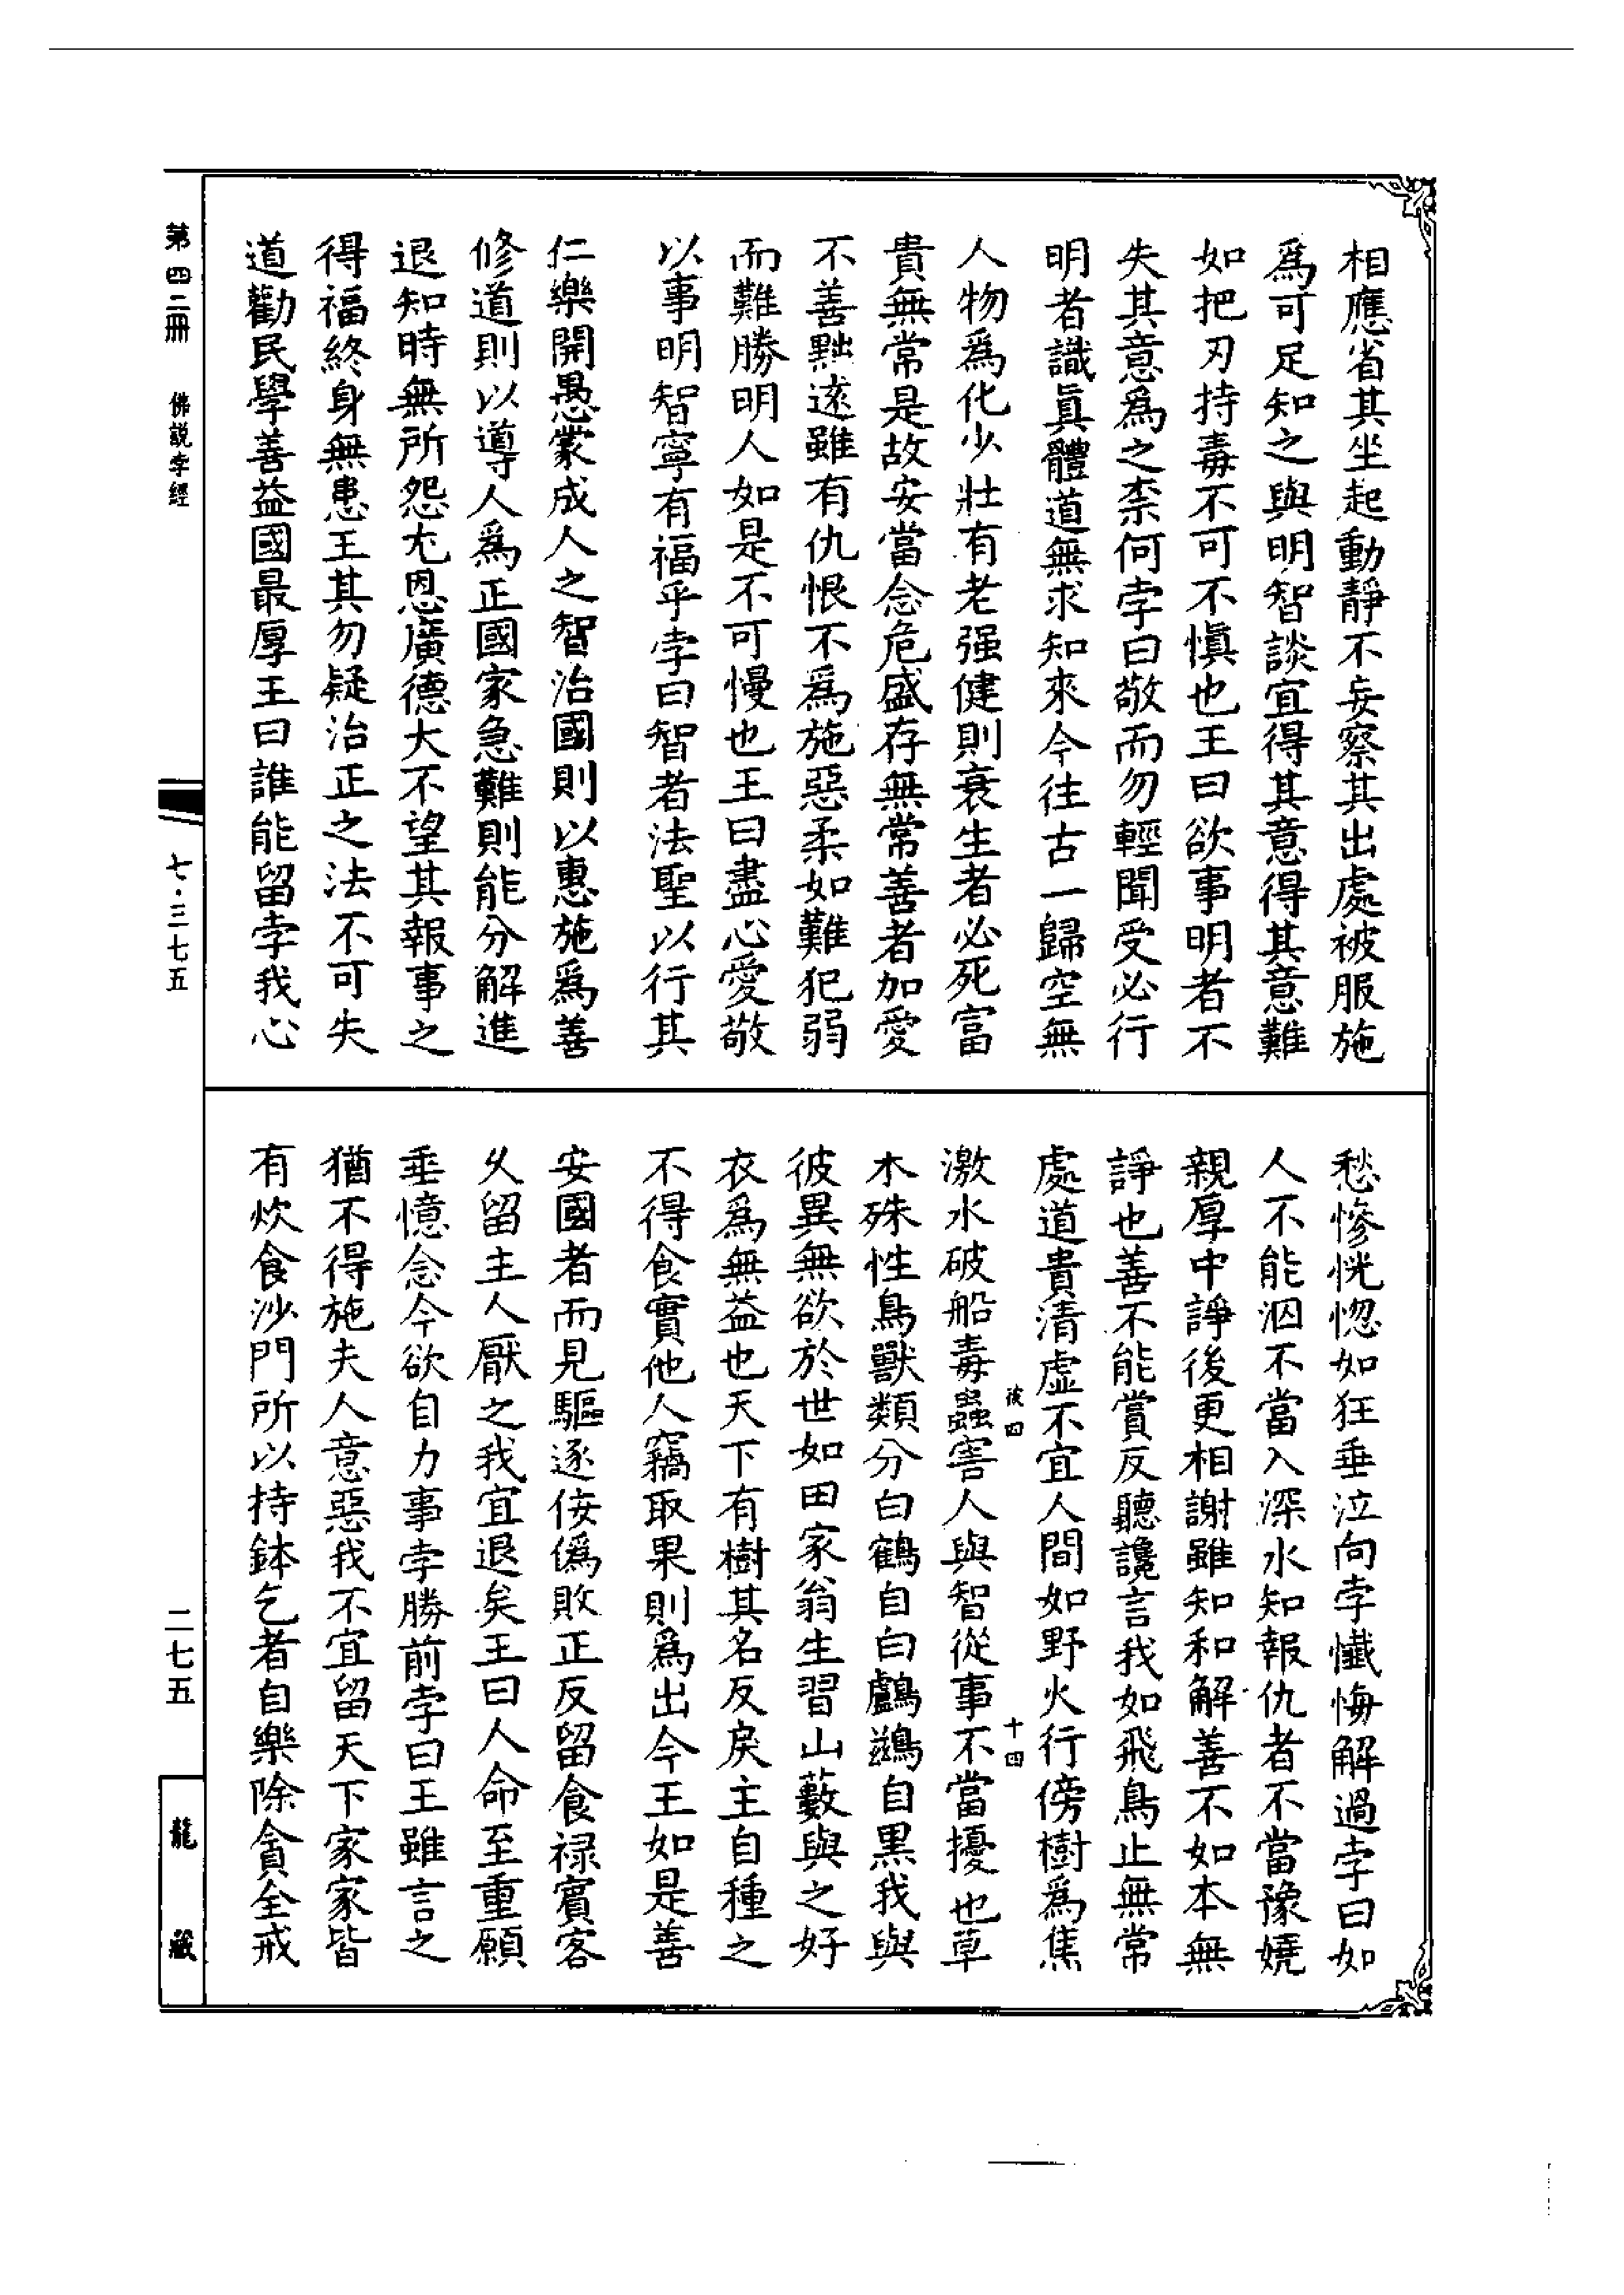 相應省其坐起動靜不妄察其出處被服施
爲可足知之與明智談宜得其意得其意難
如把刃持毒不可不愼也王曰欲事明者不
失其意爲之柰何孛曰敬而勿輕聞受必行
明者識眞體道無求知來今往古一歸空無
人物爲化少壯有老强健則衰生者必死富
貴無常是故安當念危盛存無常善者加愛
不善黜遠雖有仇恨不爲施惡柔如難犯弱
而難勝明人如是不可慢也王曰盡心愛敬
以事明智寧有福乎孛曰智者法聖以行其
仁樂開愚蒙成人之智治國則以惠施爲善
修道則以導人爲正國家急難則能分解進
退知時無所怨尤恩廣德大不望其報事之
得福終身無患王其勿疑治正之法不可失
道勸民學善益國最厚王曰誰能留孛我心
愁慘恍惚如狂垂泣向孛懺悔解過孛曰如
人不能泅不當入深水知報仇者不當豫嬈
親厚中諍後更相謝雖知和解善不如本無
諍也善不能賞反聽讒言我如飛鳥止無常
處道貴清虛不宜人間如野火行傍樹爲焦
彼四
十四
激水破船毒蟲害人與智從事不當擾也草
木殊性鳥獸類分白鶴自白鸕鷀自黑我與
彼異無欲於世如田家翁生習山藪與之好
衣爲無益也天下有樹其名反戾主自種之
不得食實他人竊取果則爲出今王如是善
安國者而見驅逐侫僞敗正反留食禄賓客
久留主人厭之我宜退矣王曰人命至重願
垂憶念今欲自力事孛勝前孛曰王雖言之
猶不得施夫人意惡我不宜留天下家家皆
有炊食沙門所以持鉢乞者自樂除貪全戒
第四二冊
佛説孛經
七·三七五
二七五
龍藏